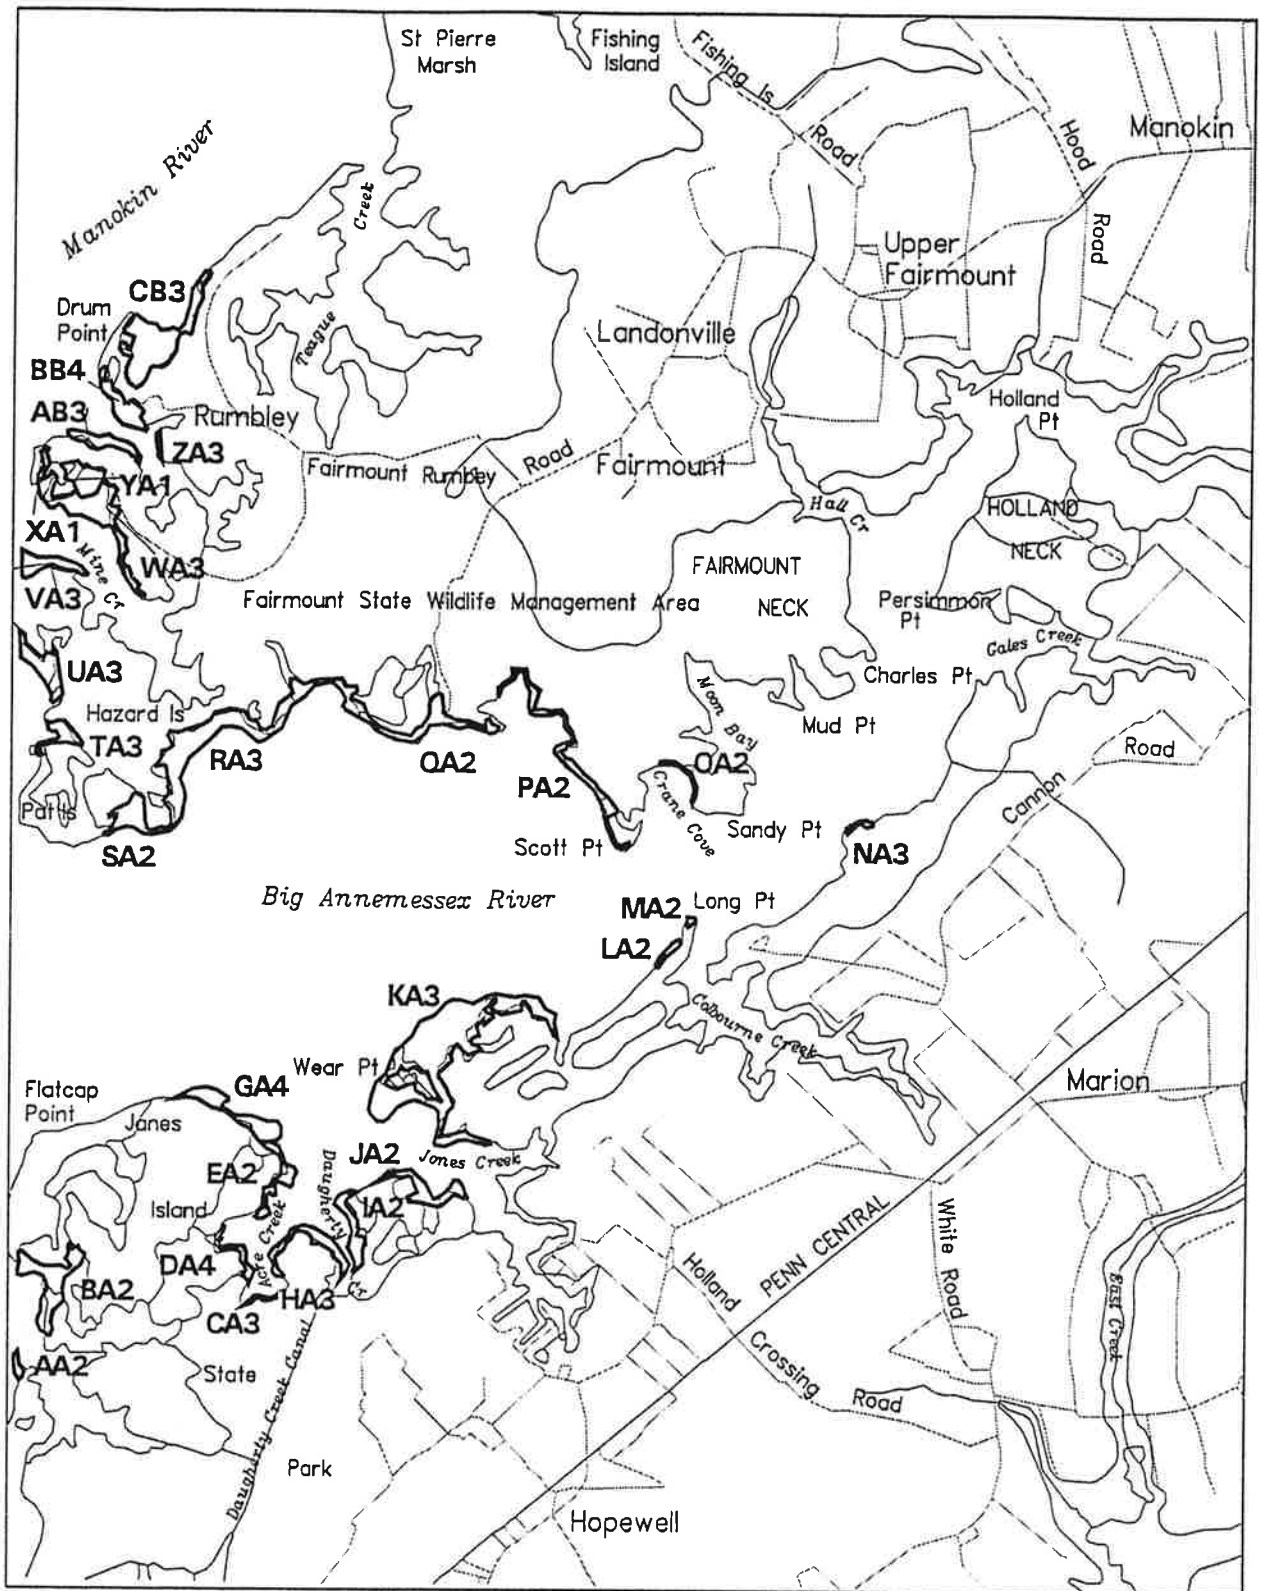 St Pierre
Marsh
Fishing
Island
Fishing Is
Road
Hood
Road
Manokin
Manokin River
Creek
Teague
Upper
Fairmount
CB3
Drum
Point
BB4
AB3
Rumbley
ZA3
Landonville
Holland
Pt
Fairmount Rumbley
Road
Fairmount
YA1
XA1
Hall Cr
HOLLAND
NECK
Mine Cr
WA3
VA3
FAIRMOUNT
NECK
Fairmount State Wildlife Management Area
Persimmon
Pt
Gales Creek
UA3
Charles Pt
Moon Bay
Hazard Is
Mud Pt
TA3
RA3
QA2
OA2
Road
PA2
Crane Cove
Cannon
Sandy Pt
SA2
Scott Pt
NA3
Big Annemessex River
MA2
Long Pt
LA2
KA3
Colbourne Creek
Wear Pt
GA4
Flatcap
Point
Janes
Marion
JA2
Jones Creek
EA2
Daugherty
Cr
IA2
Island
Acre Creek
DA4
BA2
HA3
CA3
PENN CENTRAL
White Road
Holland
Crossing
Road
East Creek
AA2
State
Daugherty Creek Canal
Park
Hopewell